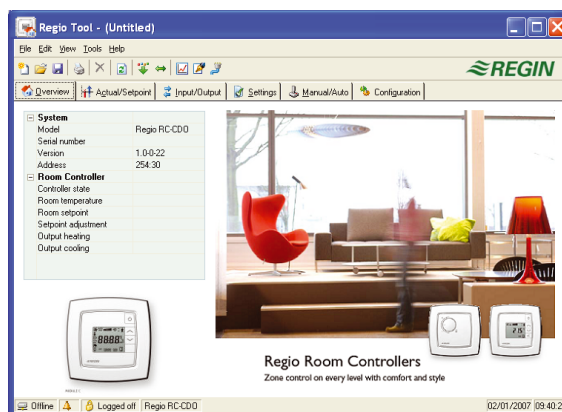 Regio Tool - (Untitled)
File Edit View Tools Help
REGIN
Overview Actual/Setpoint Input/Output Settings Manual/Auto Configuration
System
Model Regio RC-CDO
Serial number
Version 1.0-0-22
Address 254:30
Room Controller
Controller state
Room temperature
Room setpoint
Setpoint adjustment
Output heating
Output cooling
Regio Room Controllers
Zone control on every level with comfort and style
Offline Logged off Regio RC-CDO 02/01/2007 09:40:2